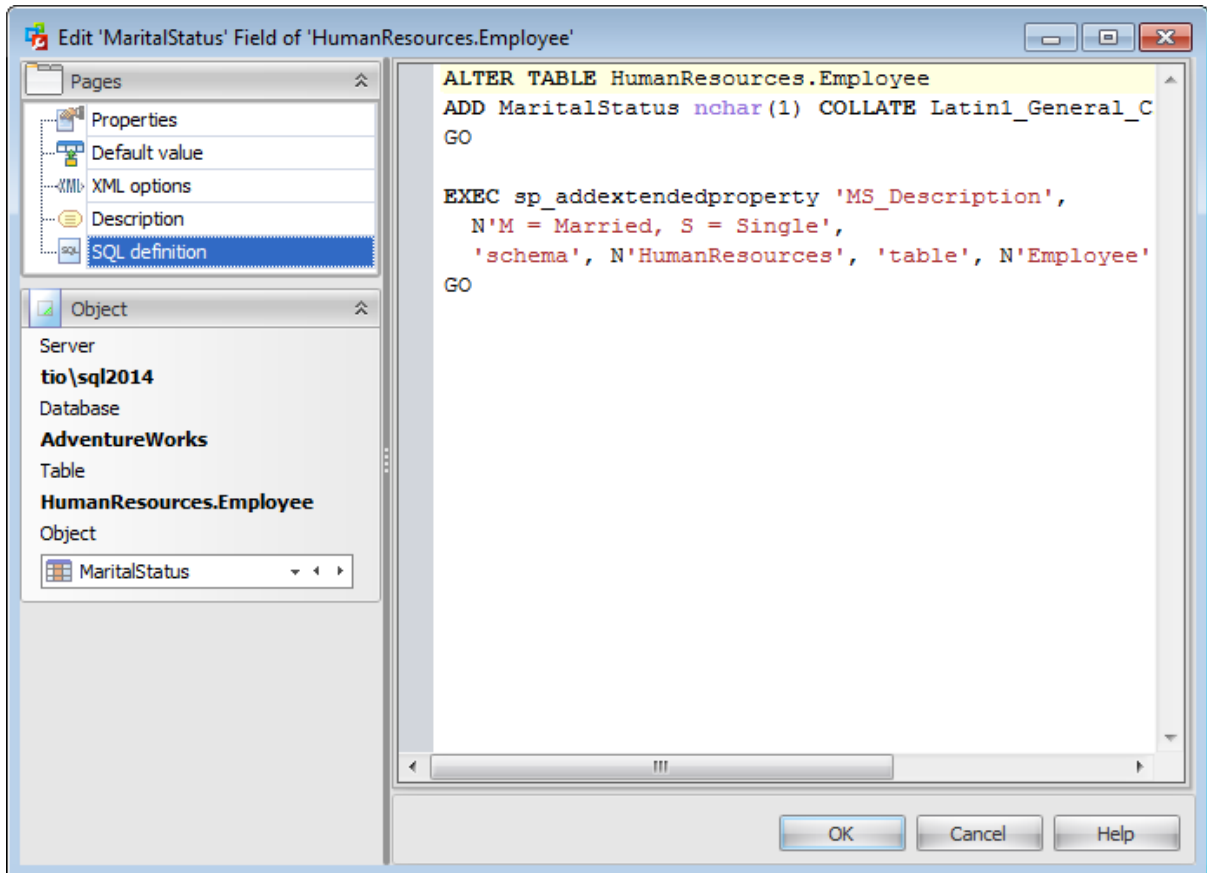 Edit 'MaritalStatus' Field of 'HumanResources.Employee'
Pages
Properties
Default value
XML options
Description
SQL definition
Object
Server
tio\sql2014
Database
AdventureWorks
Table
HumanResources.Employee
Object
MaritalStatus
ALTER TABLE HumanResources.Employee
ADD MaritalStatus nchar(1) COLLATE Latin1_General_C
GO
EXEC sp_addextendedproperty 'MS_Description',
N'M = Married, S = Single',
'schema', N'HumanResources', 'table', N'Employee'
GO
OK
Cancel
Help